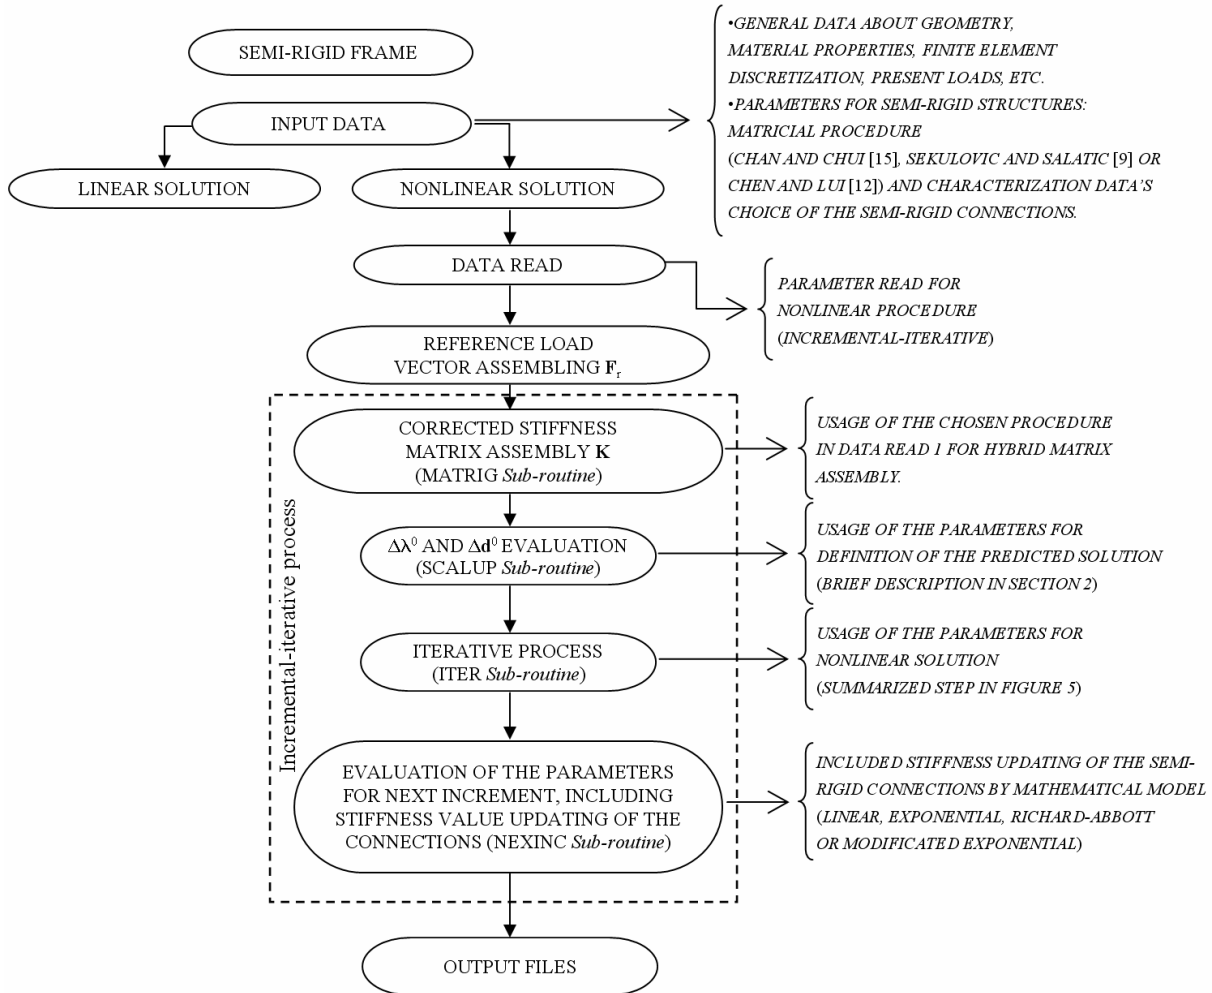 SEMI-RIGID FRAME
INPUT DATA
•GENERAL DATA ABOUT GEOMETRY,
MATERIAL PROPERTIES, FINITE ELEMENT
DISCRETIZATION, PRESENT LOADS, ETC.
•PARAMETERS FOR SEMI-RIGID STRUCTURES:
MATRICIAL PROCEDURE
(CHAN AND CHUI [15], SEKULOVIC AND SALATIC [9] OR
CHEN AND LUI [12]) AND CHARACTERIZATION DATA'S
CHOICE OF THE SEMI-RIGID CONNECTIONS.
LINEAR SOLUTION
NONLINEAR SOLUTION
DATA READ
PARAMETER READ FOR
NONLINEAR PROCEDURE
(INCREMENTAL-ITERATIVE)
REFERENCE LOAD
VECTOR ASSEMBLING Fr
Incremental-iterative process
CORRECTED STIFFNESS
MATRIX ASSEMBLY K
(MATRIG Sub-routine)
USAGE OF THE CHOSEN PROCEDURE
IN DATA READ 1 FOR HYBRID MATRIX
ASSEMBLY.
Δλ⁰ AND Δd⁰ EVALUATION
(SCALUP Sub-routine)
USAGE OF THE PARAMETERS FOR
DEFINITION OF THE PREDICTED SOLUTION
(BRIEF DESCRIPTION IN SECTION 2)
ITERATIVE PROCESS
(ITER Sub-routine)
USAGE OF THE PARAMETERS FOR
NONLINEAR SOLUTION
(SUMMARIZED STEP IN FIGURE 5)
EVALUATION OF THE PARAMETERS
FOR NEXT INCREMENT, INCLUDING
STIFFNESS VALUE UPDATING OF THE
CONNECTIONS (NEXINC Sub-routine)
INCLUDED STIFFNESS UPDATING OF THE SEMI-
RIGID CONNECTIONS BY MATHEMATICAL MODEL
(LINEAR, EXPONENTIAL, RICHARD-ABBOTT
OR MODIFICATED EXPONENTIAL)
OUTPUT FILES